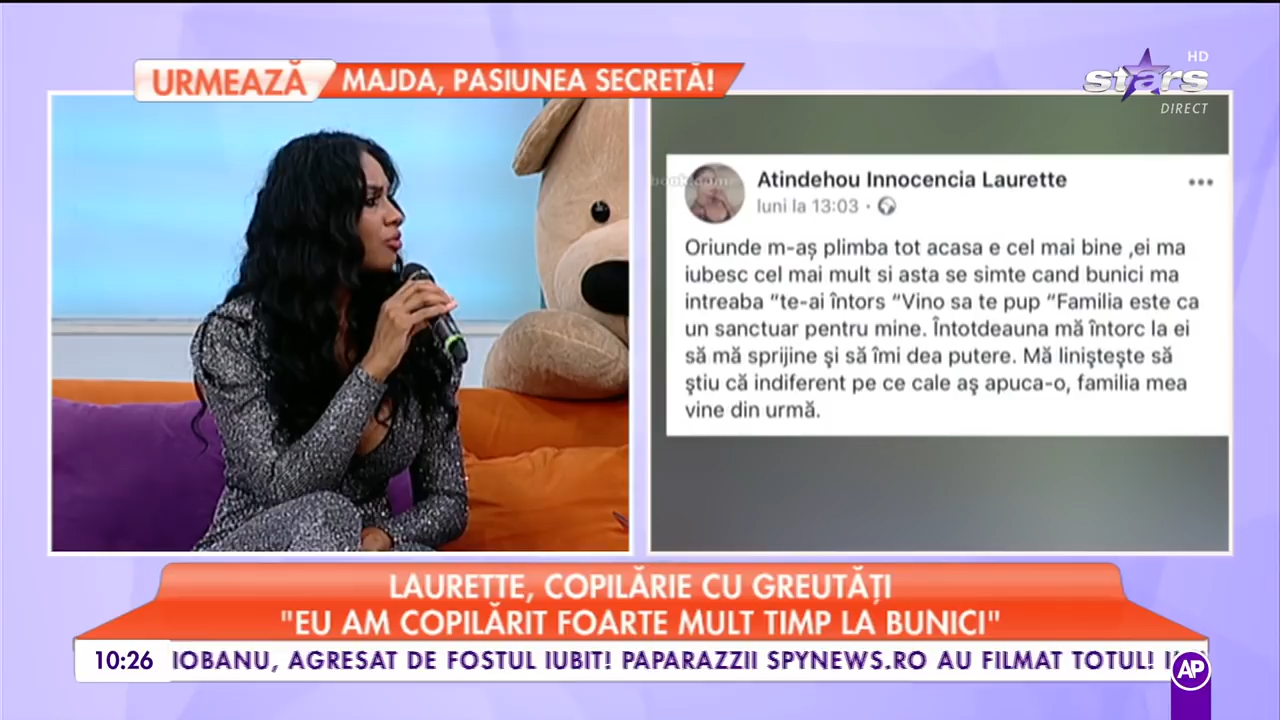 URMEAZĂ
MAJDA, PASIUNEA SECRETĂ!
HD
stars
DIRECT
Atindehou Innocencia Laurette
luni la 13:03 ·
Oriunde m-aș plimba tot acasa e cel mai bine ,ei ma
iubesc cel mai mult si asta se simte cand bunici ma
intreaba “te-ai întors “Vino sa te pup “Familia este ca
un sanctuar pentru mine. Întotdeauna mă întorc la ei
să mă sprijine şi să îmi dea putere. Mă linişteşte să
ştiu că indiferent pe ce cale aş apuca-o, familia mea
vine din urmă.
LAURETTE, COPILĂRIE CU GREUTĂȚI
"EU AM COPILĂRIT FOARTE MULT TIMP LA BUNICI"
10:26
IOBANU, AGRESAT DE FOSTUL IUBIT! PAPARAZZII SPYNEWS.RO AU FILMAT TOTUL!
AP